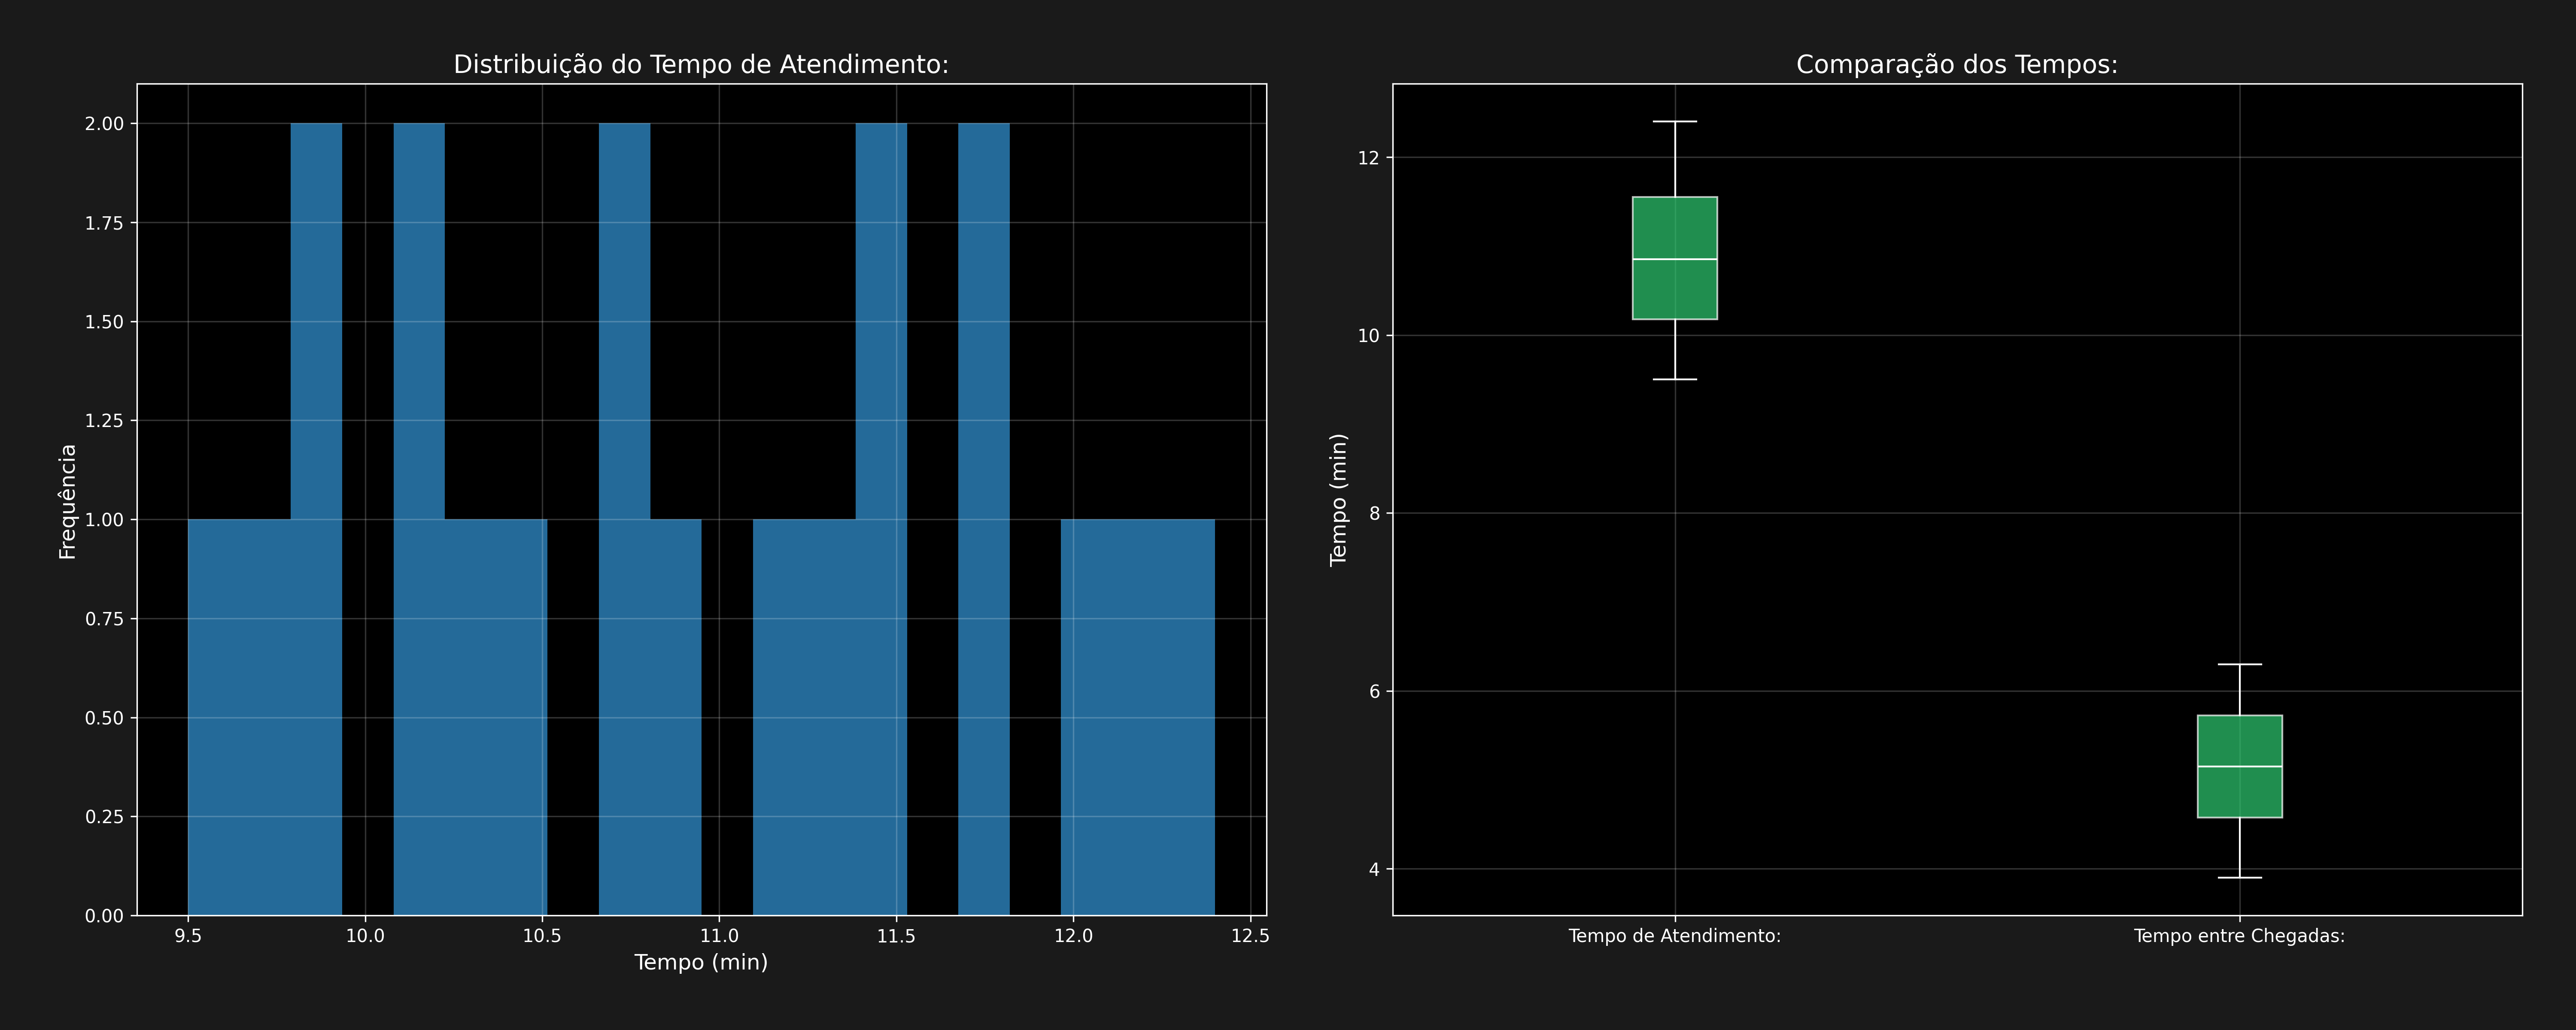 Distribuição do Tempo de Atendimento:
Frequência
2.00
1.75
1.50
1.25
1.00
0.75
0.50
0.25
0.00
9.5 10.0 10.5 11.0 11.5 12.0 12.5
Tempo (min)
Comparação dos Tempos:
Tempo (min)
12
10
8
6
4
Tempo de Atendimento: Tempo entre Chegadas: